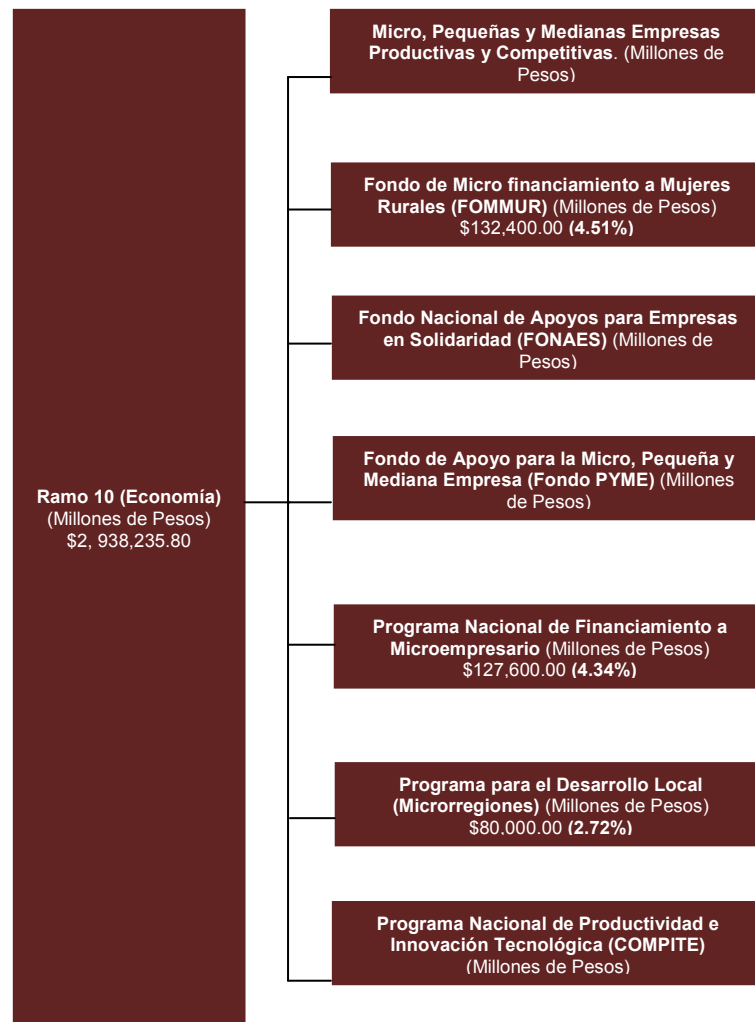 Micro, Pequeñas y Medianas Empresas
Productivas y Competitivas. (Millones de
Pesos)
Fondo de Micro financiamiento a Mujeres
Rurales (FOMMUR) (Millones de Pesos)
$132,400.00 (4.51%)
Fondo Nacional de Apoyos para Empresas
en Solidaridad (FONAES) (Millones de
Pesos)
Fondo de Apoyo para la Micro, Pequeña y
Mediana Empresa (Fondo PYME) (Millones
de Pesos)
Ramo 10 (Economía)
(Millones de Pesos)
$2, 938,235.80
Programa Nacional de Financiamiento a
Microempresario (Millones de Pesos)
$127,600.00 (4.34%)
Programa para el Desarrollo Local
(Microrregiones) (Millones de Pesos)
$80,000.00 (2.72%)
Programa Nacional de Productividad e
Innovación Tecnológica (COMPITE)
(Millones de Pesos)